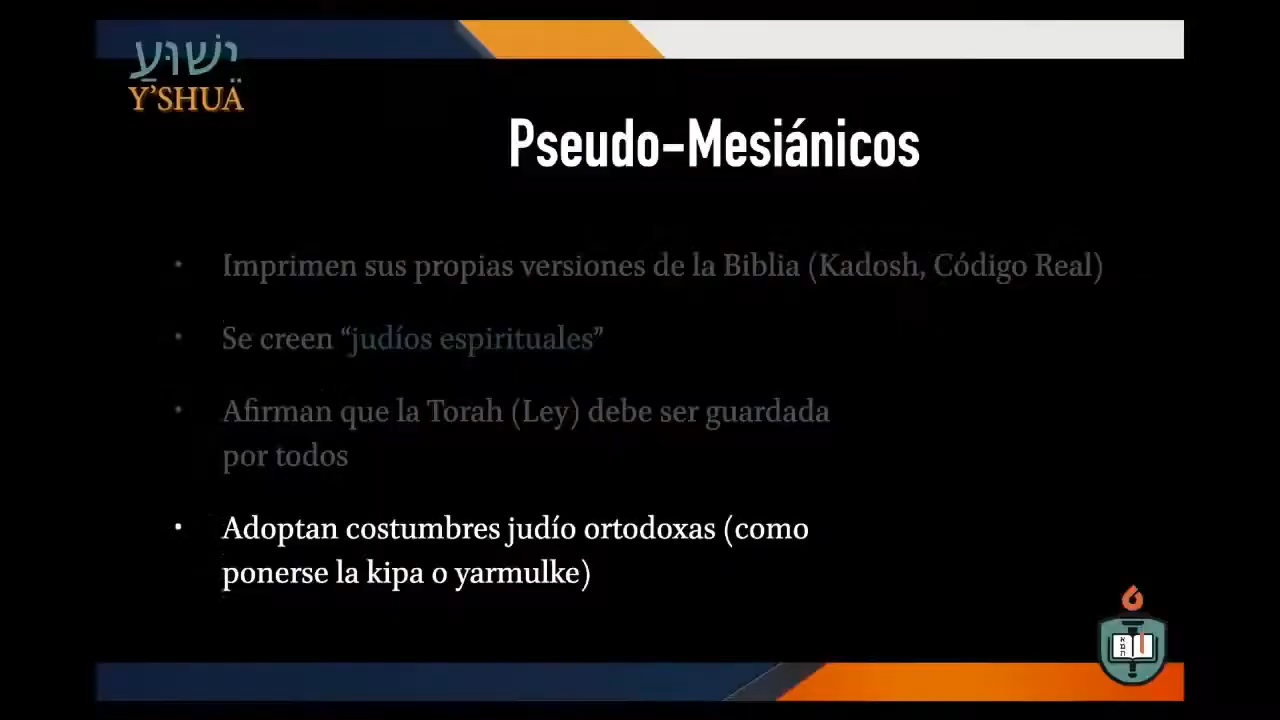 יֵשׁוּעַ
Y'SHUA
Pseudo-Mesiánicos
• Imprimen sus propias versiones de la Biblia (Kadosh, Código Real)
• Se creen “judíos espirituales”
• Afirman que la Torah (Ley) debe ser guardada
por todos
• Adoptan costumbres judío ortodoxas (como
ponerse la kipa o yarmulke)
א
מ
ת